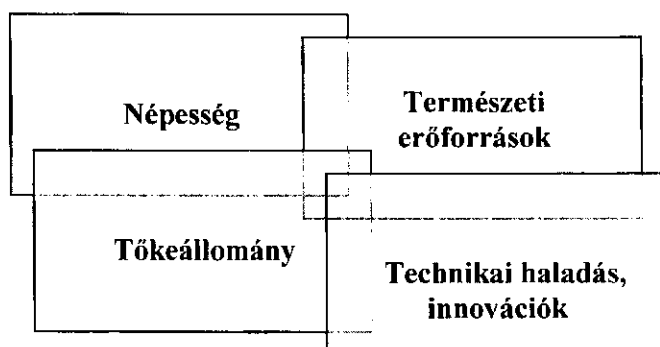 Népesség
Természeti
erőforrások
Tőkeállomány
Technikai haladás,
innovációk